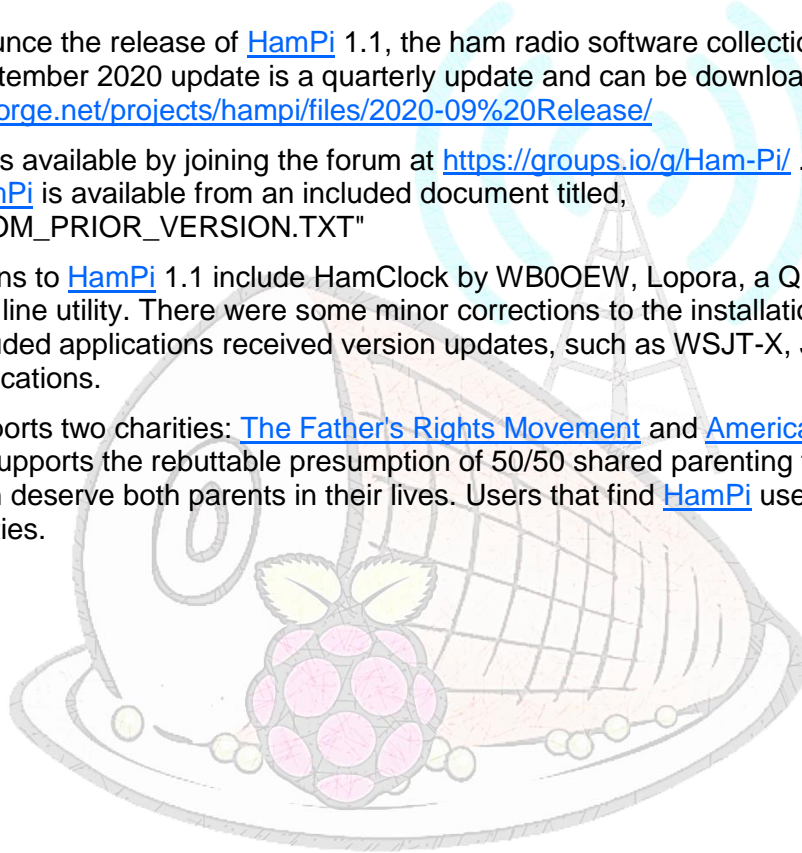 unce the release of HamPi 1.1, the ham radio software collectio
tember 2020 update is a quarterly update and can be downloa
orge.net/projects/hampi/files/2020-09%20Release/
s available by joining the forum at https://groups.io/g/Ham-Pi/ .
Pi is available from an included document titled,
OM_PRIOR_VERSION.TXT"
ns to HamPi 1.1 include HamClock by WB0OEW, Lopora, a Q
line utility. There were some minor corrections to the installatio
uded applications received version updates, such as WSJT-X,
ications.
ports two charities: The Father's Rights Movement and America
supports the rebuttable presumption of 50/50 shared parenting
deserve both parents in their lives. Users that find HamPi use
ies.